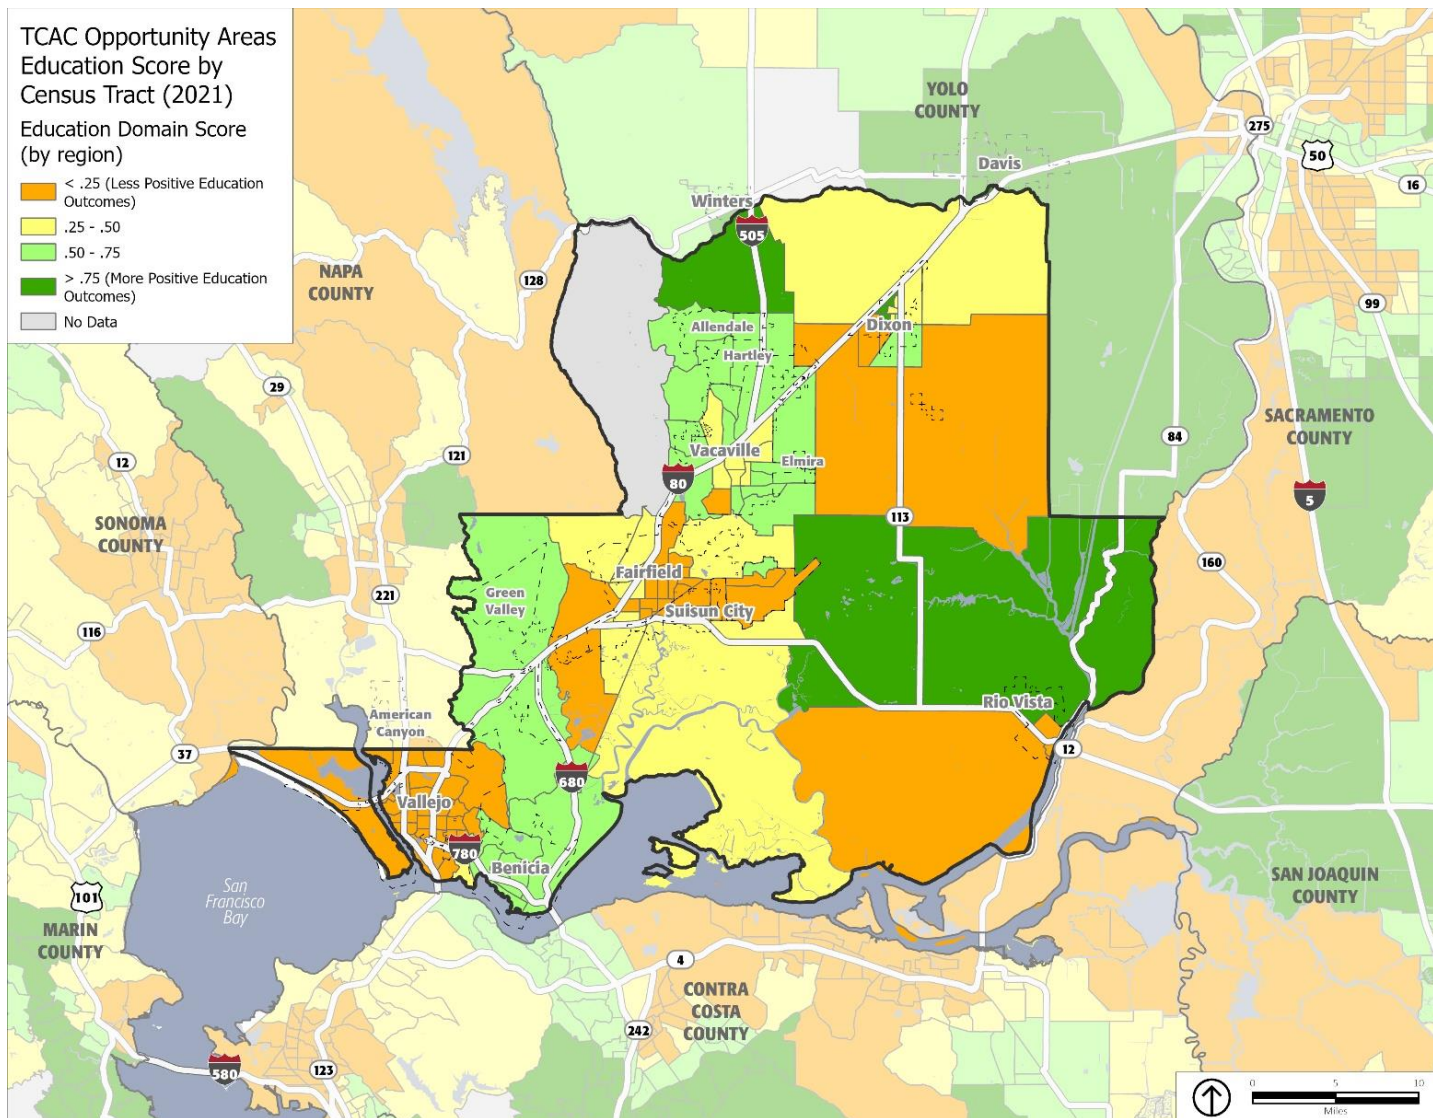 TCAC Opportunity Areas
Education Score by
Census Tract (2021)
Education Domain Score
(by region)
< .25 (Less Positive Education
Outcomes)
.25 - .50
.50 - .75
> .75 (More Positive Education
Outcomes)
No Data
YOLO
COUNTY
275
50
Davis
16
Winters
505
NAPA
COUNTY
128
99
Allendale
Dixon
Hartley
29
SACRAMENTO
COUNTY
84
121
Vacaville
12
Elmira
80
5
SONOMA
COUNTY
113
160
Fairfield
221
Green
Valley
Suisun City
116
Rio Vista
American
Canyon
37
12
680
Vallejo
780
Benicia
San
Francisco
Bay
SAN JOAQUIN
COUNTY
101
MARIN
COUNTY
4
CONTRA
COSTA
COUNTY
242
580
123
0 5 10
Miles